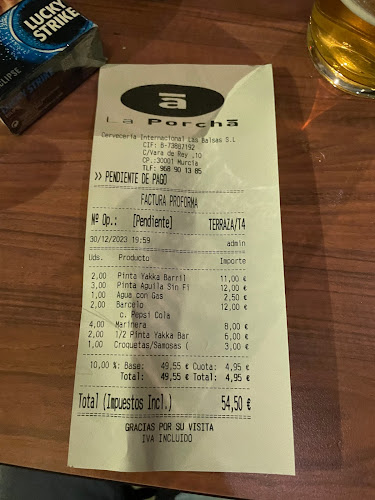 LUCKY
STRIKE
ECLIPSE
a
La Porcha
Cerveceria Internacional Las Balsas S.L
CIF: B-73887192
C/Vara de Rey ,10
CP.:30001 Murcia
TLF: 968 90 13 85
>> PENDIENTE DE PAGO
FACTURA PROFORMA
Nº Op.: [Pendiente] TERRAZA/T4
30/12/2023 19:59 admin
Uds. Producto Importe
2,00 Pinta Yakka Barril 11,00 €
3,00 Pinta Aguila Sin Fi 12,00 €
1,00 Agua con Gas 2,50 €
2,00 Barcelo 12,00 €
c. Pepsi Cola
4,00 Marinera 8,00 €
2,00 1/2 Pinta Yakka Bar 6,00 €
1,00 Croquetas/Samosas ( 3,00 €
10,00 %: Base: 49,55 € Cuota: 4,95 €
Total: 49,55 € Total: 4,95 €
Total (Impuestos Incl.) 54,50 €
GRACIAS POR SU VISITA
IVA INCLUIDO